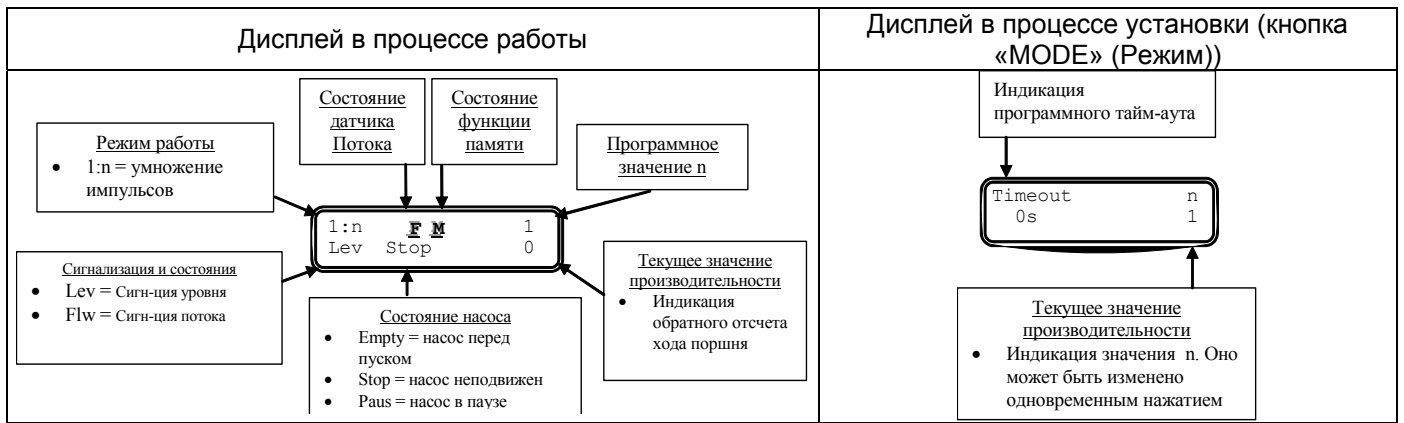 Дисплей в процессе работы
Дисплей в процессе установки (кнопка
«MODE» (Режим))
Режим работы
• 1:n = умножение
импульсов
Состояние
датчика
Потока
Состояние
функции
памяти
Программное
значение n
1:n F M 1
Lev Stop 0
Сигнализация и состояния
• Lev = Сигн-ция уровня
• Flw = Сигн-ция потока
Состояние насоса
• Empty = насос перед
пуском
• Stop = насос неподвижен
• Paus = насос в паузе
Текущее значение
производительности
• Индикация
обратного отсчета
хода поршня
Индикация
программного тайм-аута
Timeout n
0s 1
Текущее значение
производительности
• Индикация значения n. Оно
может быть изменено
одновременным нажатием